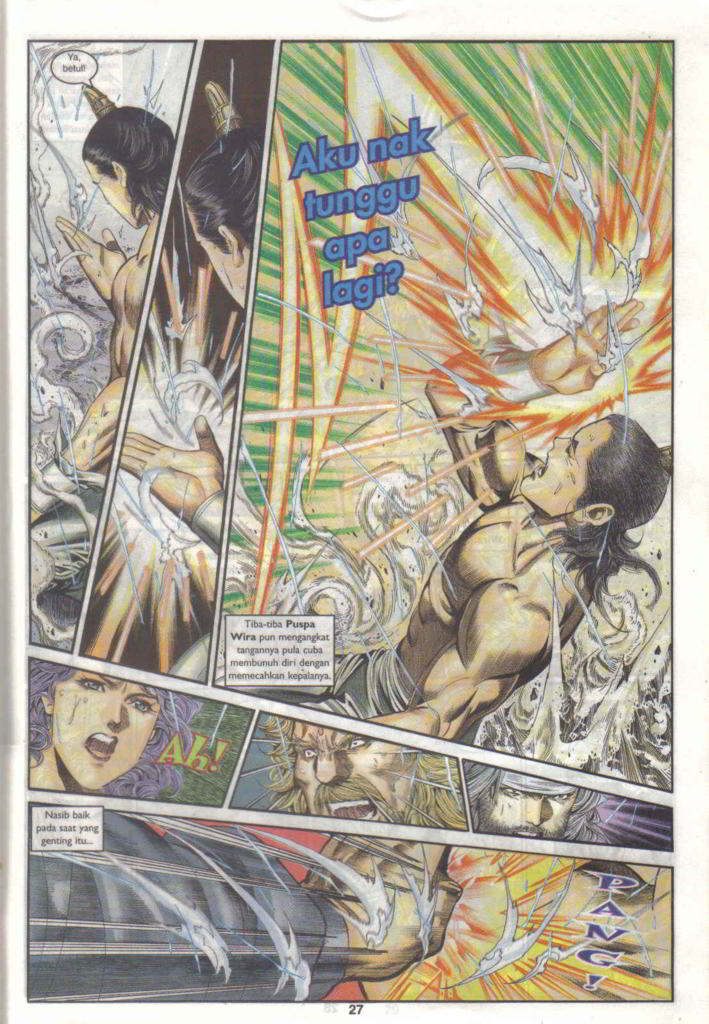 Ya,
betul!
Aku nak
tunggu
apa
lagi?
Tiba-tiba Puspa
Wira pun mengangkat
tangannya pula cuba
membunuh diri dengan
memecahkan kepalanya.
Ah!
Nasib baik
pada saat yang
genting itu...
PANG!
27